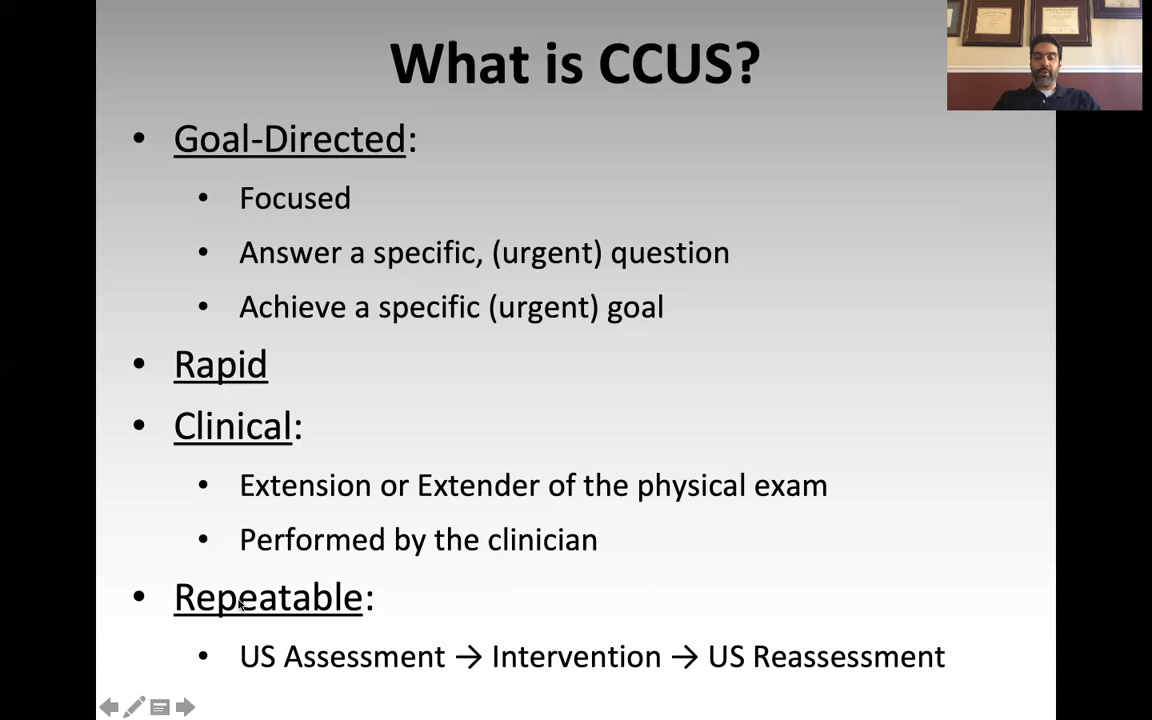 What is CCUS?
• Goal-Directed:
• Focused
• Answer a specific, (urgent) question
• Achieve a specific (urgent) goal
• Rapid
• Clinical:
• Extension or Extender of the physical exam
• Performed by the clinician
• Repeatable:
• US Assessment → Intervention → US Reassessment